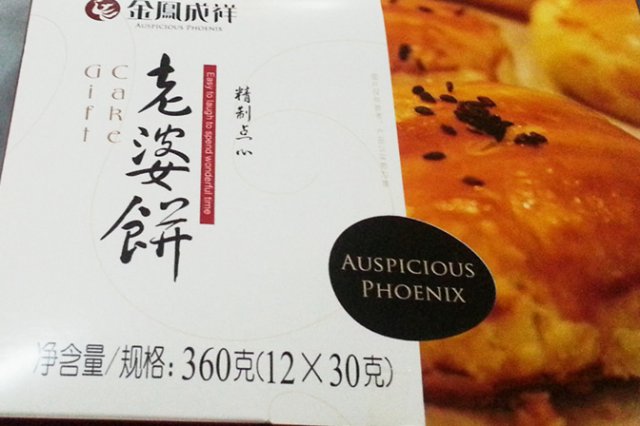 金鳳成祥
AUSPICIOUS PHOENIX
Gift
Cake
老婆餅
Easy to laugh to spend wonderful time
精制点心
AUSPICIOUS
PHOENIX
净含量/规格: 360克(12×30克)